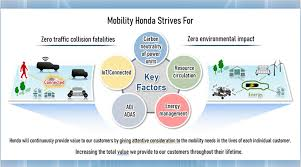 Mobility Honda Strives For
Zero traffic collision fatalities
Zero environmental impact
Carbon
neutrality
of
power units
IoT/Connected
Resource
circulation
Key
Factors
AD/
ADAS
Energy
management
Connected
Energy
Honda will continuously provide value to our customers by giving attentive consideration to the mobility needs in the lives of each individual customer.
Increasing the total value we provide to our customers throughout their lifetime.